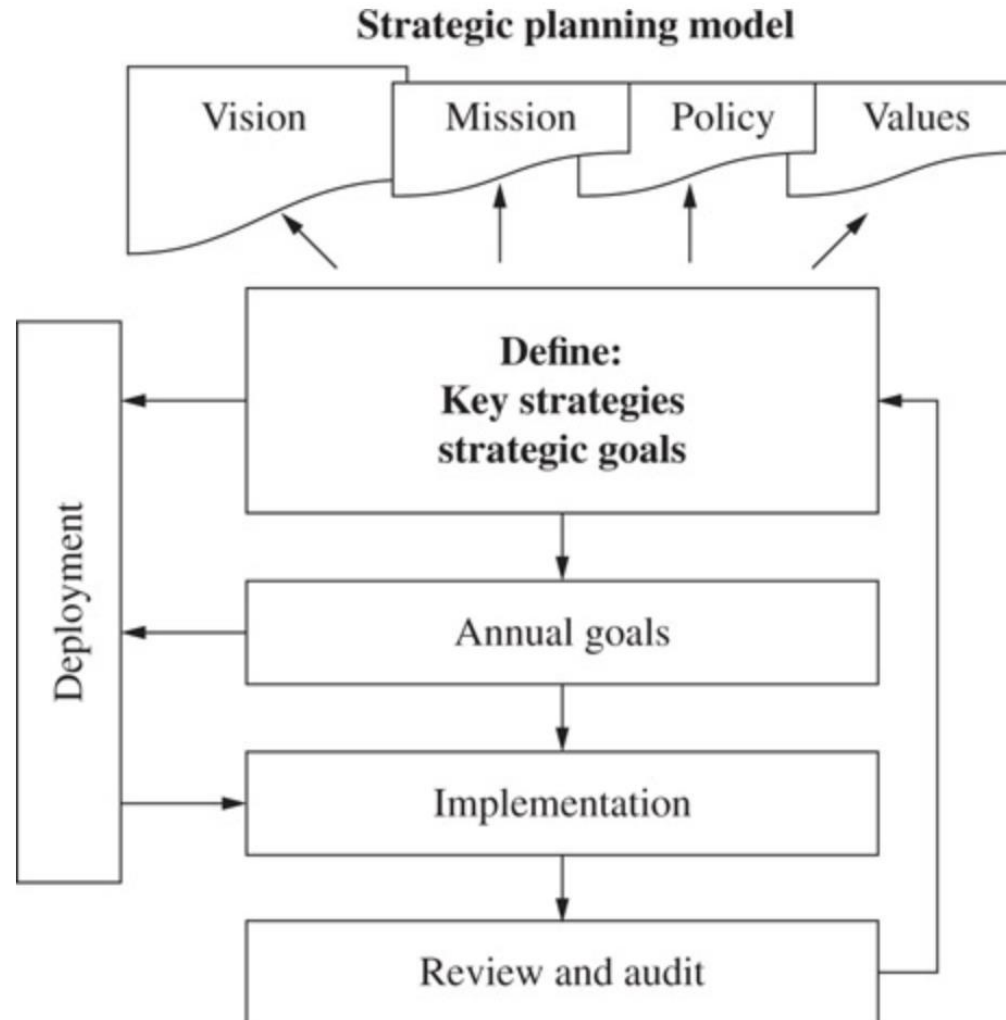 Strategic planning model
Vision
Mission
Policy
Values
Define:
Key strategies
strategic goals
Deployment
Annual goals
Implementation
Review and audit